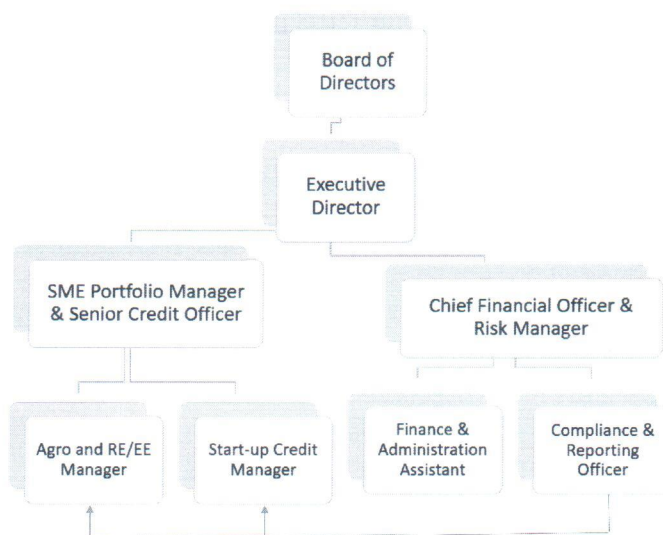 Board of
Directors
Executive
Director
SME Portfolio Manager
& Senior Credit Officer
Chief Financial Officer &
Risk Manager
Agro and RE/EE
Manager
Start-up Credit
Manager
Finance &
Administration
Assistant
Compliance &
Reporting
Officer